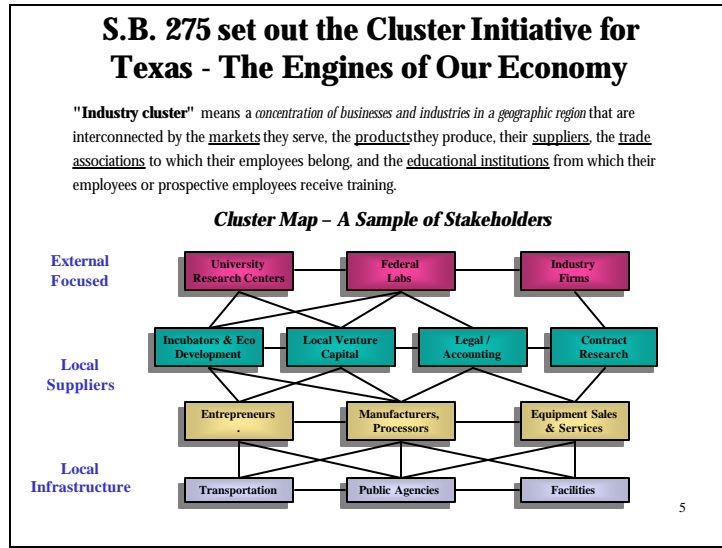 S.B. 275 set out the Cluster Initiative for
Texas - The Engines of Our Economy
"Industry cluster" means a concentration of businesses and industries in a geographic region that are
interconnected by the markets they serve, the products they produce, their suppliers, the trade
associations to which their employees belong, and the educational institutions from which their
employees or prospective employees receive training.
Cluster Map – A Sample of Stakeholders
External
Focused
University
Research Centers
Federal
Labs
Industry
Firms
Incubators & Eco
Development
Local Venture
Capital
Legal /
Accounting
Contract
Research
Local
Suppliers
Entrepreneurs
.
Manufacturers,
Processors
Equipment Sales
& Services
Local
Infrastructure
Transportation
Public Agencies
Facilities
5